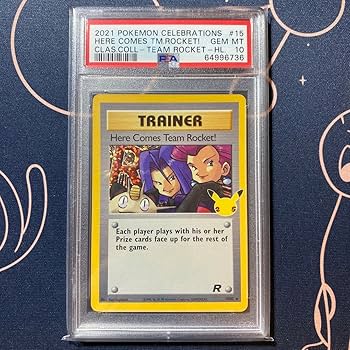 2021 POKEMON CELEBRATIONS #15
HERE COMES TM.ROCKET! GEM MT
CLAS.COLL-TEAM ROCKET-HL 10
PSA 64996736
TRAINER
Here Comes Team Rocket!
25
Each player plays with his or her
Prize cards face up for the rest of
the game.
R